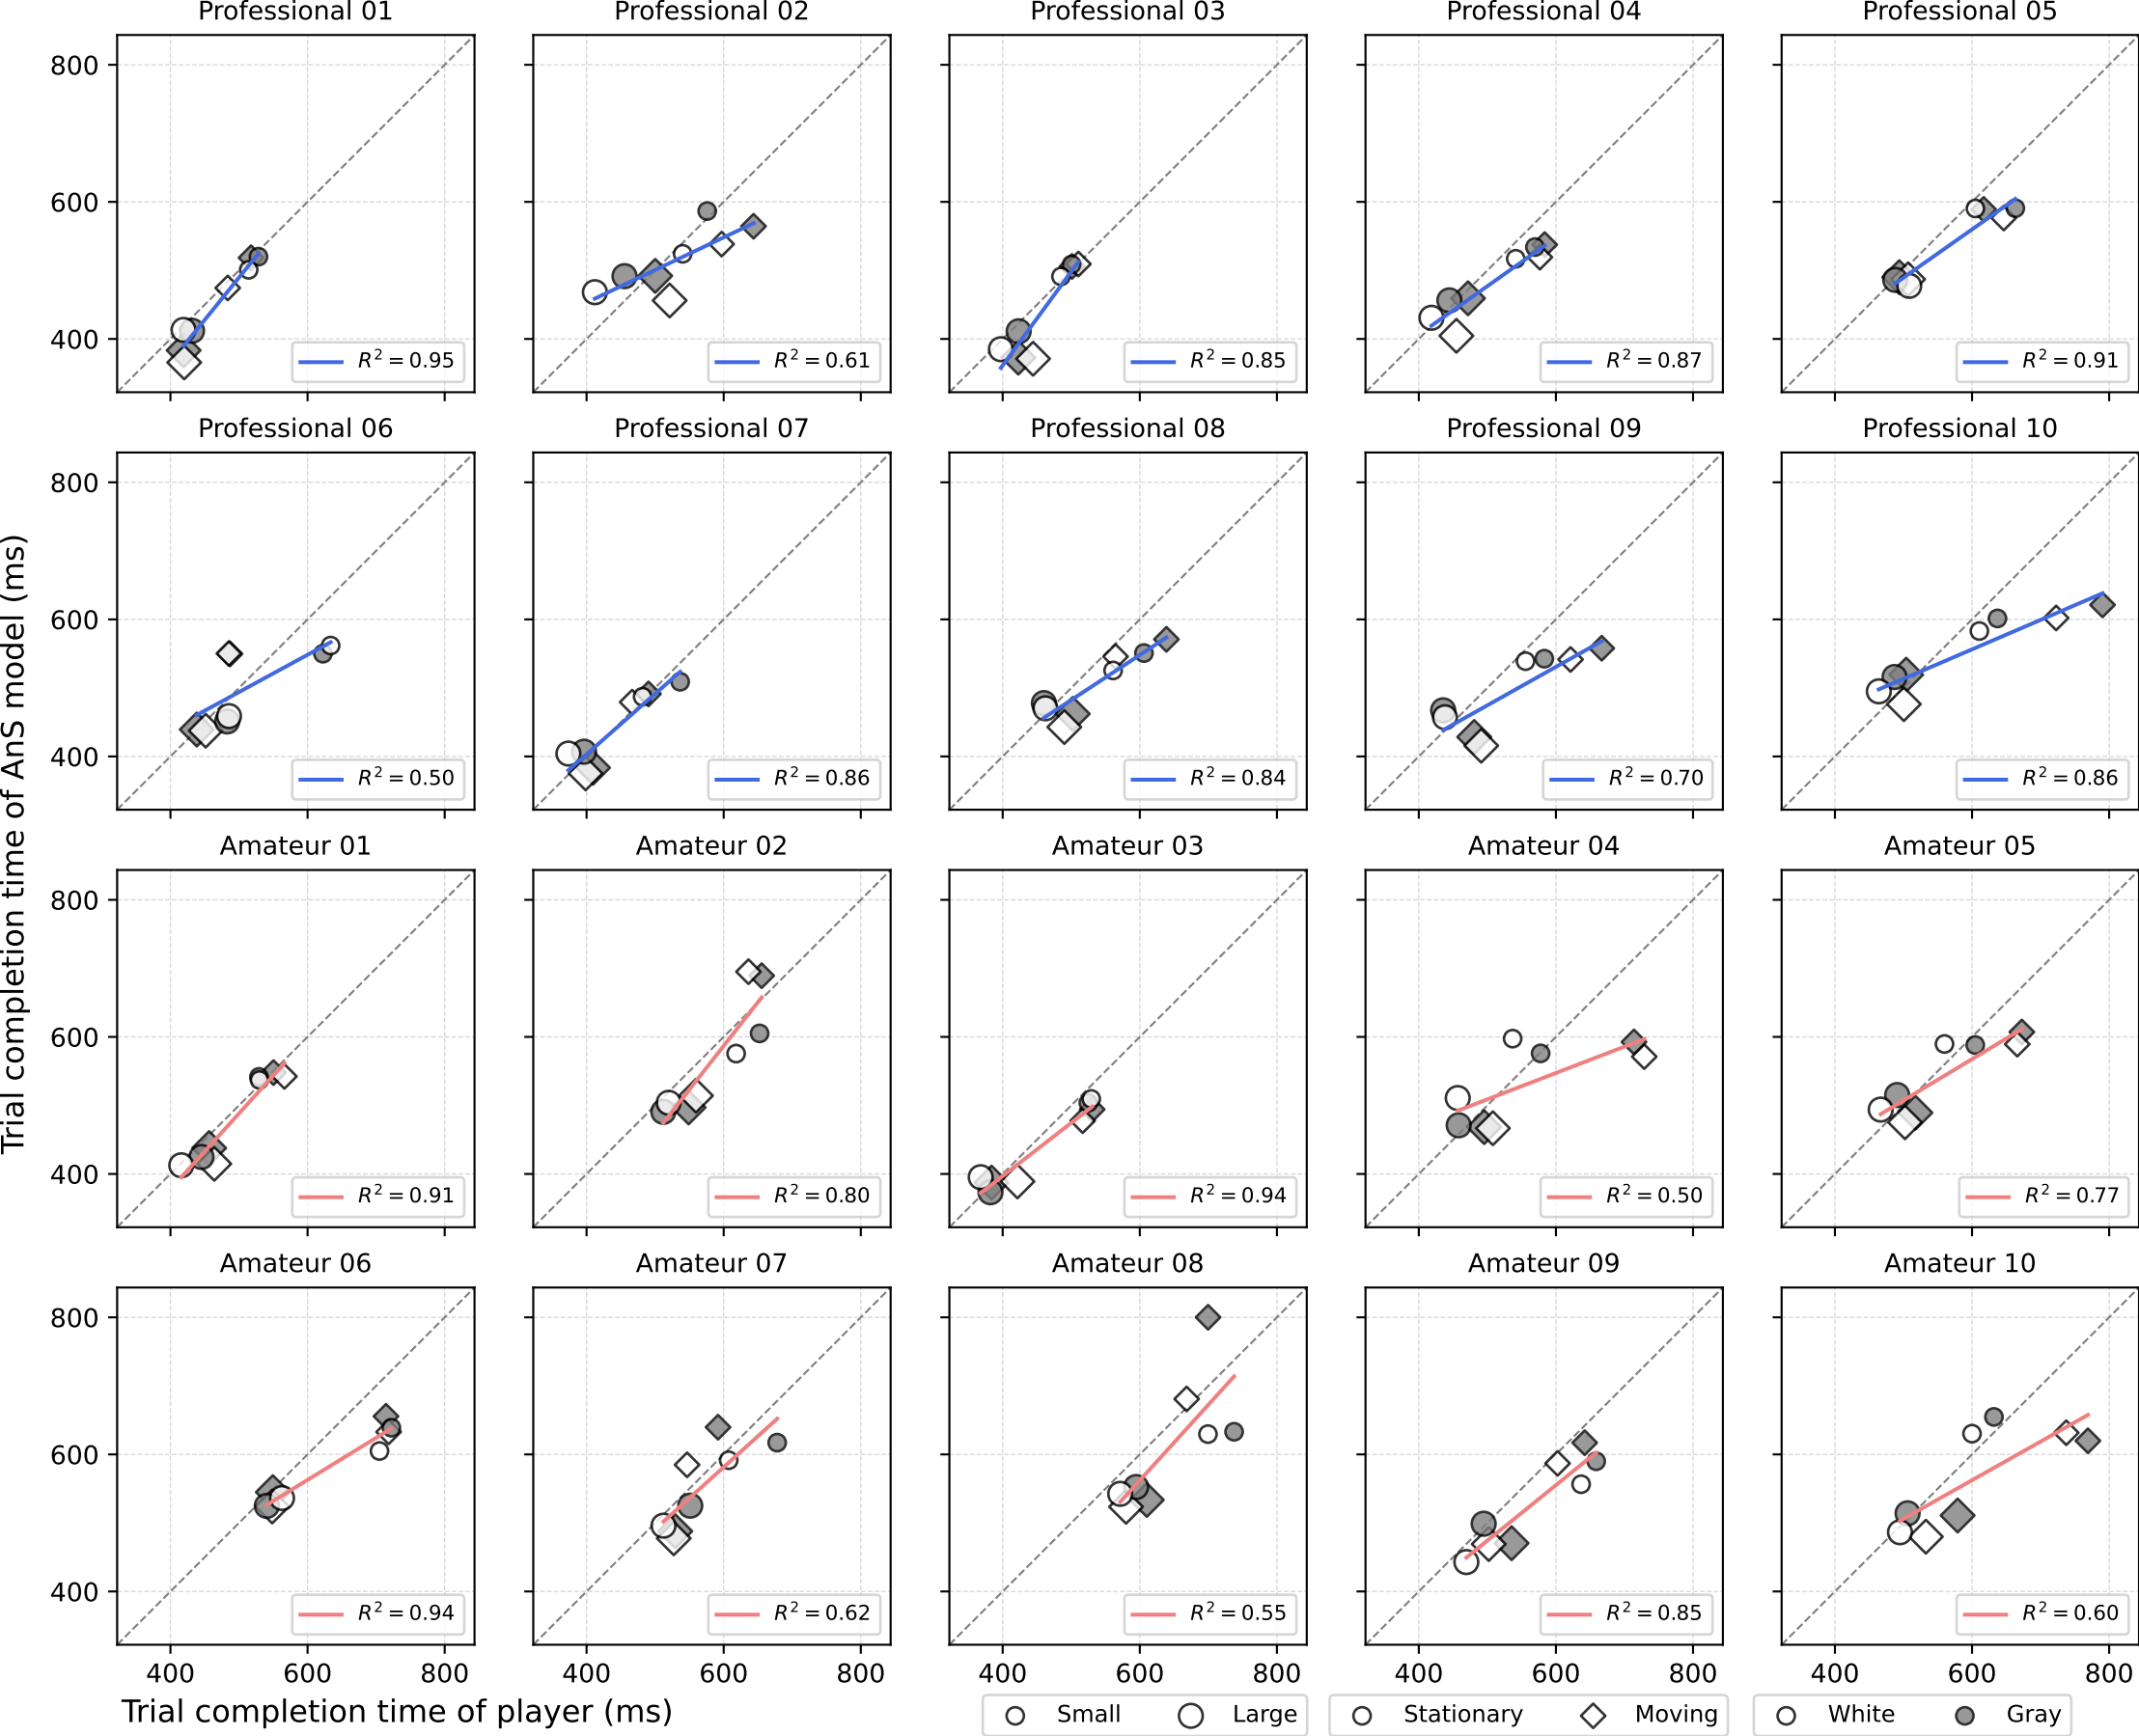 Professional 01 Professional 02 Professional 03 Professional 04 Professional 05
800
600
400
R² = 0.95 R² = 0.61 R² = 0.85 R² = 0.87 R² = 0.91
Professional 06 Professional 07 Professional 08 Professional 09 Professional 10
800
600
400
R² = 0.50 R² = 0.86 R² = 0.84 R² = 0.70 R² = 0.86
Trial completion time of AnS model (ms)
Amateur 01 Amateur 02 Amateur 03 Amateur 04 Amateur 05
800
600
400
R² = 0.91 R² = 0.80 R² = 0.94 R² = 0.50 R² = 0.77
Amateur 06 Amateur 07 Amateur 08 Amateur 09 Amateur 10
800
600
400
R² = 0.94 R² = 0.62 R² = 0.55 R² = 0.85 R² = 0.60
400 600 800 400 600 800 400 600 800 400 600 800 400 600 800
Trial completion time of player (ms)
Small Large Stationary Moving White Gray